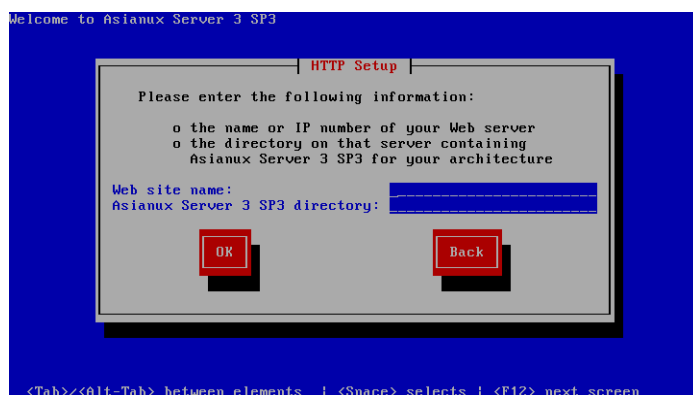 Welcome to Asianux Server 3 SP3
HTTP Setup
Please enter the following information:
o the name or IP number of your Web server
o the directory on that server containing
Asianux Server 3 SP3 for your architecture
Web site name:
Asianux Server 3 SP3 directory:
OK
Back
<Tab>/<Alt-Tab> between elements | <Space> selects | <F12> next screen